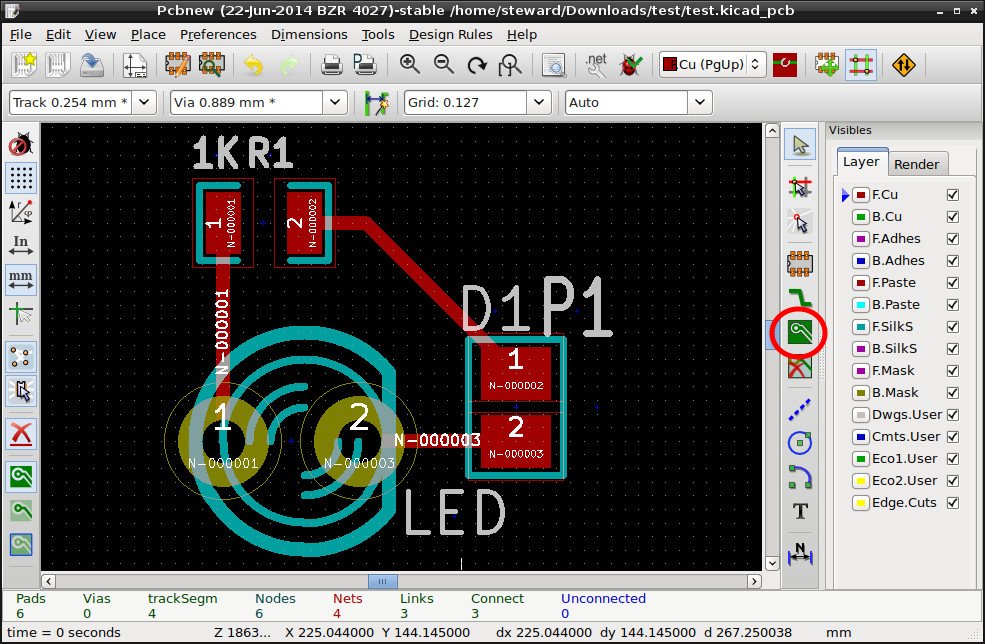 Pcbnew (22-Jun-2014 BZR 4027)-stable /home/steward/Downloads/test/test.kicad_pcb
File Edit View Place Preferences Dimensions Tools Design Rules Help
.net
F.Cu (PgUp)
Track 0.254 mm * Via 0.889 mm * Grid: 0.127 Auto
In
mm
1K R1
1 N-000001 2 N-000002
N-000001
D1 P1
1
N-000002
2
N-000003
1 2
N-000003
N-000001 N-000003
LED
T
N
Visibles
Layer Render
F.Cu
B.Cu
F.Adhes
B.Adhes
F.Paste
B.Paste
F.SilkS
B.SilkS
F.Mask
B.Mask
Dwgs.User
Cmts.User
Eco1.User
Eco2.User
Edge.Cuts
Pads Vias trackSegm Nodes Nets Links Connect Unconnected
6 0 4 6 4 3 3 0
time = 0 seconds Z 1863... X 225.044000 Y 144.145000 dx 225.044000 dy 144.145000 d 267.250038 mm